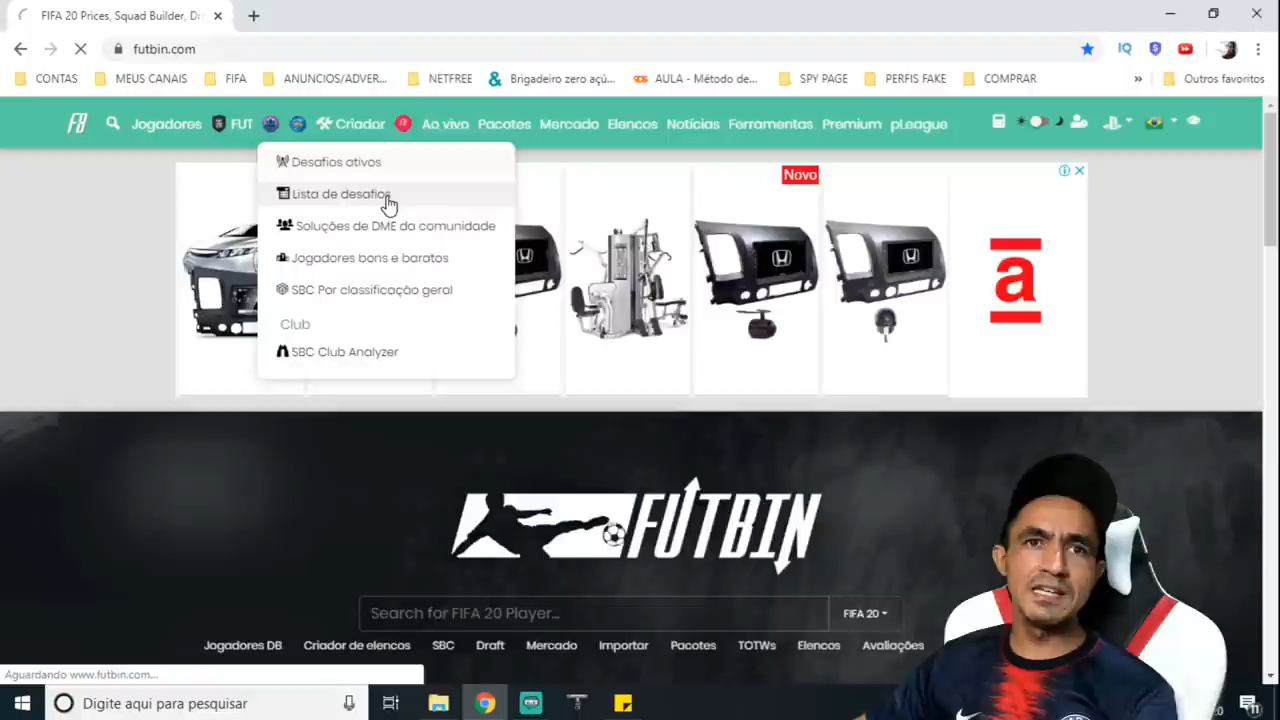 FIFA 20 Prices, Squad Builder, D
futbin.com
CONTAS MEUS CANAIS FIFA ANUNCIOS/ADVER... NETFREE Brigadeiro zero açú... AULA - Método de... SPY PAGE PERFIS FAKE COMPRAR » Outros favoritos
Jogadores FUT Criador Ao vivo Pacotes Mercado Elencos Notícias Ferramentas Premium pLeague
Desafios ativos
Lista de desafios
Soluções de DME da comunidade
Jogadores bons e baratos
SBC Por classificação geral
Club
SBC Club Analyzer
Novo
a
FUTBIN
Search for FIFA 20 Player... FIFA 20
Jogadores DB Criador de elencos SBC Draft Mercado Importar Pacotes TOTWs Elencos Avaliações
Aguardando www.futbin.com...
Digite aqui para pesquisar